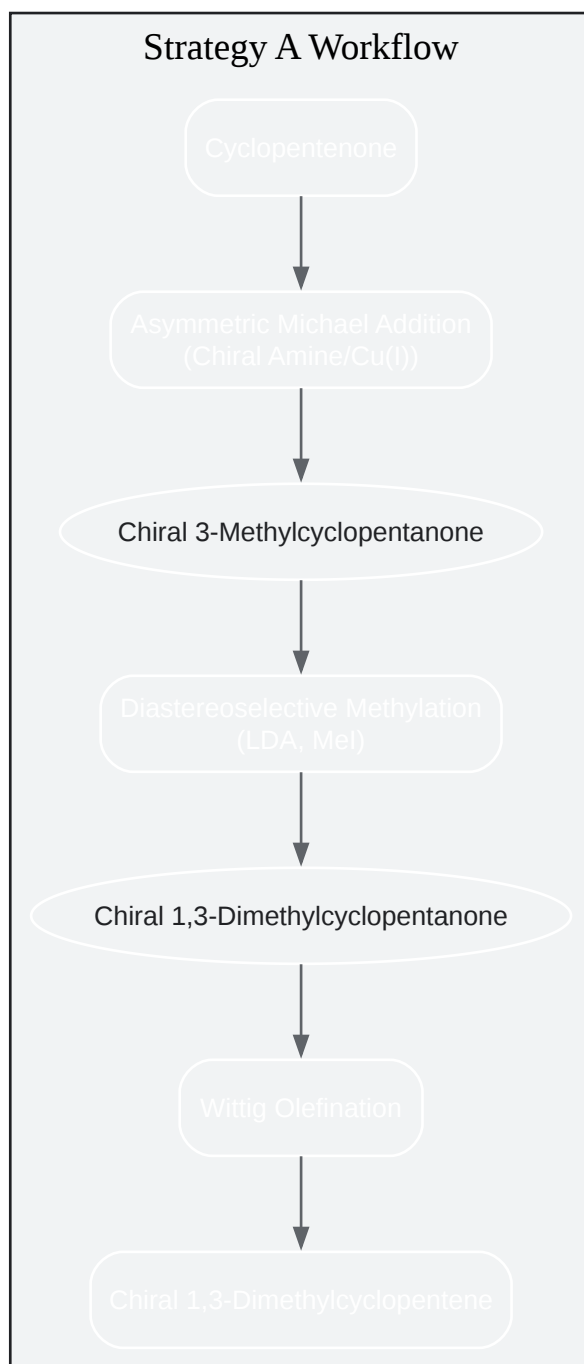 Strategy A Workflow
Cyclopentenone
Asymmetric Michael Addition
(Chiral Amine/Cu(I))
Chiral 3-Methylcyclopentanone
Diastereoselective Methylation
(LDA, MeI)
Chiral 1,3-Dimethylcyclopentanone
Wittig Olefination
Chiral 1,3-Dimethylcyclopentene